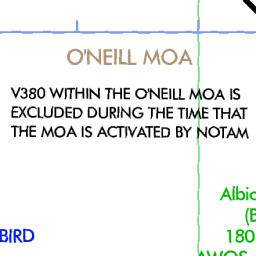 O'NEILL MOA
V380 WITHIN THE O'NEILL MOA IS
EXCLUDED DURING THE TIME THAT
THE MOA IS ACTIVATED BY NOTAM
Albio
(B
BIRD
180
AWOS